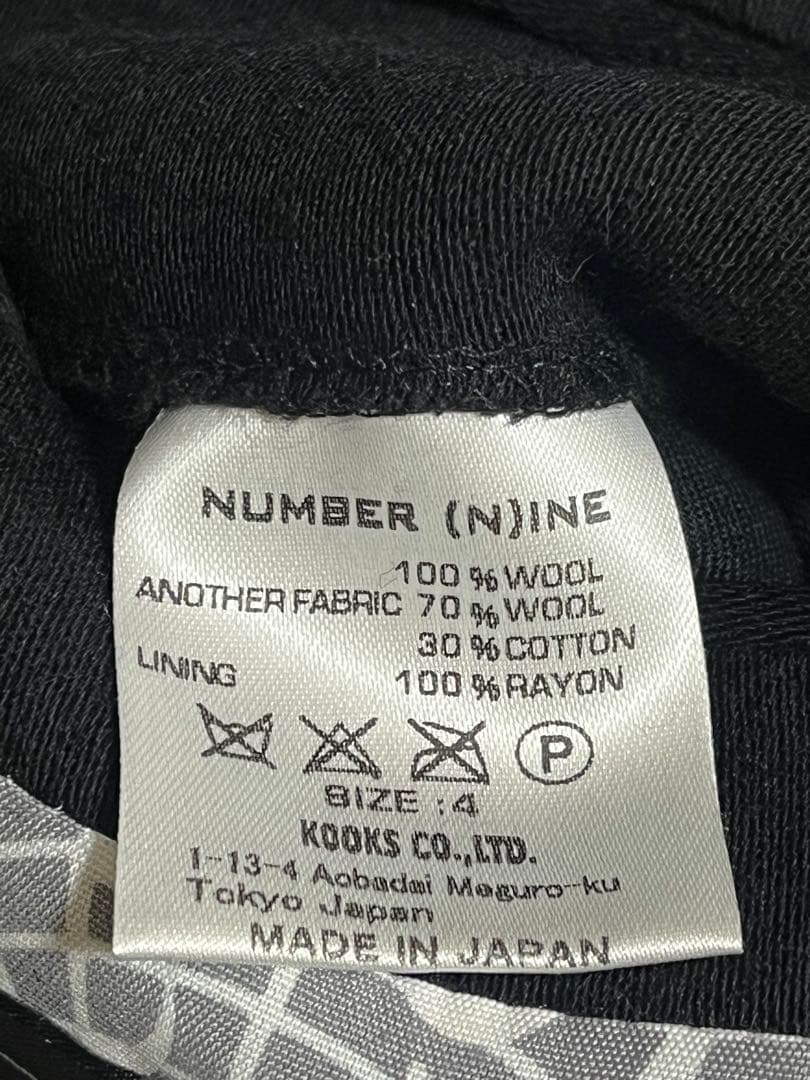 NUMBER (N)INE
100 % WOOL
ANOTHER FABRIC 70 % WOOL
30 % COTTON
LINING 100 % RAYON
P
SIZE : 4
KOOKS CO.,LTD.
1-13-4 Aobadai Meguro-ku
Tokyo Japan
MADE IN JAPAN